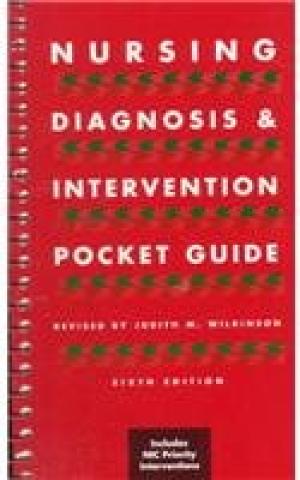 NURSING
DIAGNOSIS &
INTERVENTION
POCKET GUIDE
REVISED BY JUDITH M. WILKINSON
SIXTH EDITION
Includes
NIC Priority
Interventions